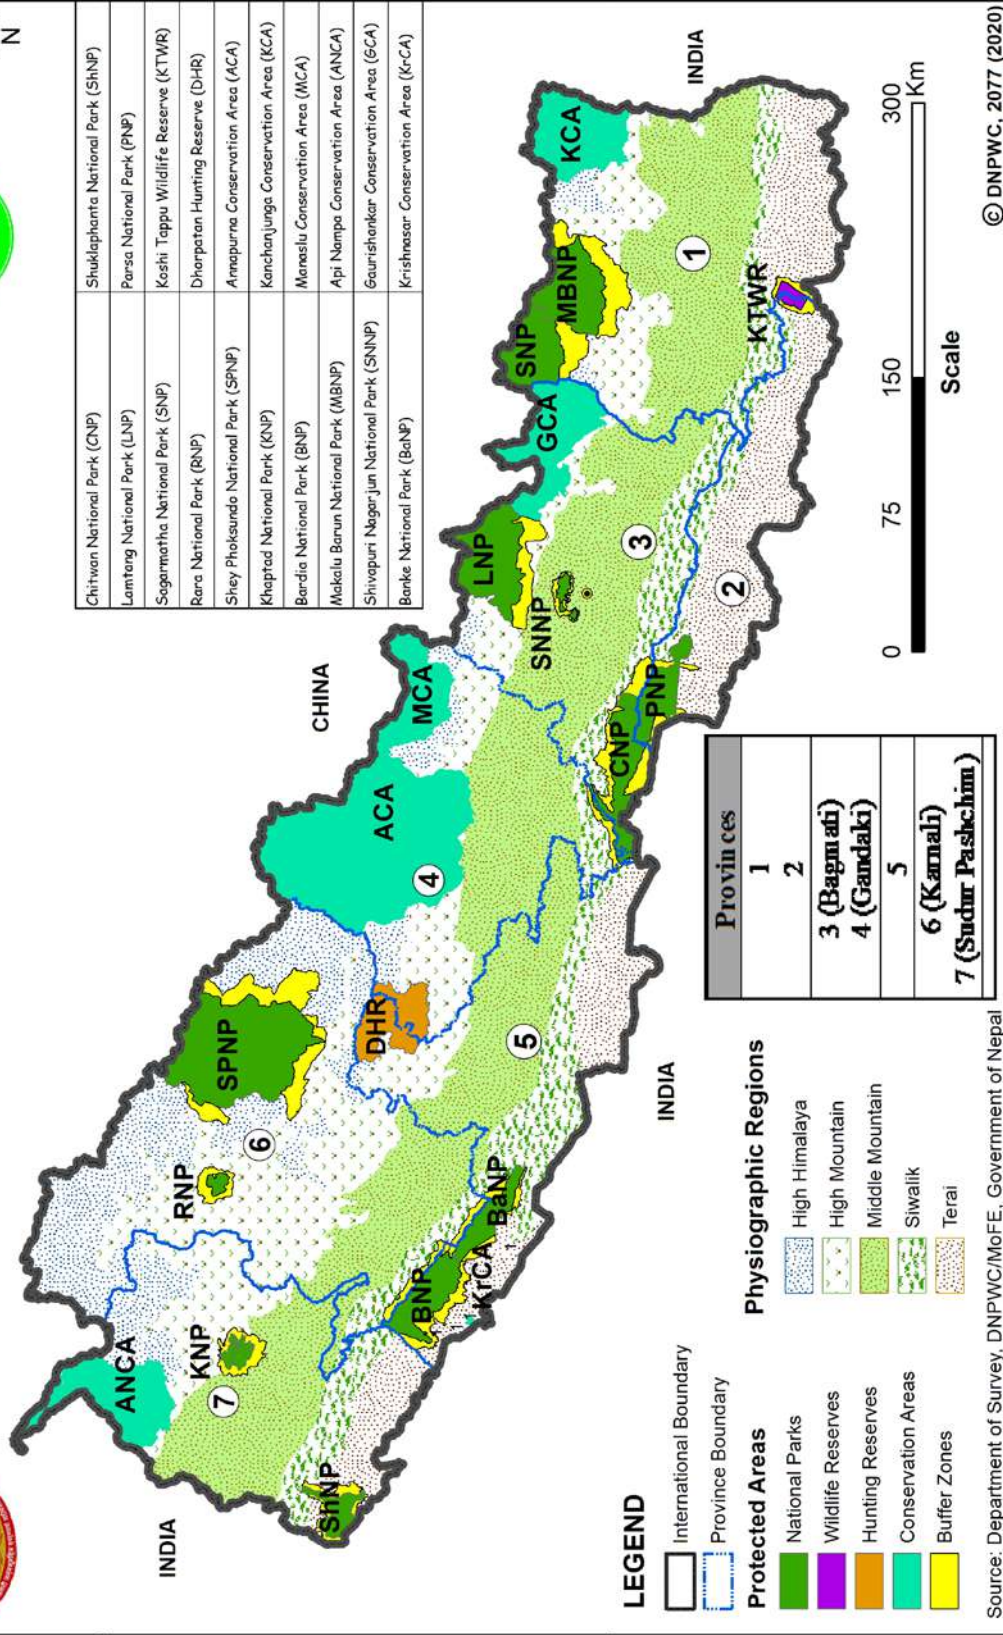 N
Chitwan National Park (CNP) Shuklaphanta National Park (ShNP)
Lamtang National Park (LNP) Parsa National Park (PNP)
Sagarmatha National Park (SNP) Koshi Tappu Wildlife Reserve (KTWR)
Rara National Park (RNP) Dhorpatan Hunting Reserve (DHR)
Shey Phoksundo National Park (SPNP) Annapurna Conservation Area (ACA)
Khaptad National Park (KNP) Kanchanjunga Conservation Area (KCA)
Bardia National Park (BNP) Manaslu Conservation Area (MCA)
Makalu Barun National Park (MBNP) Api Nampa Conservation Area (ANCA)
Shivapuri Nagarjun National Park (SNNP) Gaurishankar Conservation Area (GCA)
Banke National Park (BaNP) Krishnasar Conservation Area (KrCA)
INDIA
CHINA
INDIA
INDIA
ANCA
KNP
7
ShNP
RNP
6
SPNP
DHR
5
BNP
KrCA
BaNP
ACA
4
MCA
CNP
PNP
LNP
SNNP
3
2
GCA
SNP
MBNP
KCA
1
KTWR
0 75 150 300
Km
Scale
LEGEND
International Boundary
Province Boundary
Protected Areas
National Parks
Wildlife Reserves
Hunting Reserves
Conservation Areas
Buffer Zones
Physiographic Regions
High Himalaya
High Mountain
Middle Mountain
Siwalik
Terai
Provinces
1
2
3 (Bagmati)
4 (Gandaki)
5
6 (Karnali)
7 (Sudur Pashchim)
Source: Department of Survey, DNPWC/MoFE, Government of Nepal
© DNPWC, 2077 (2020)